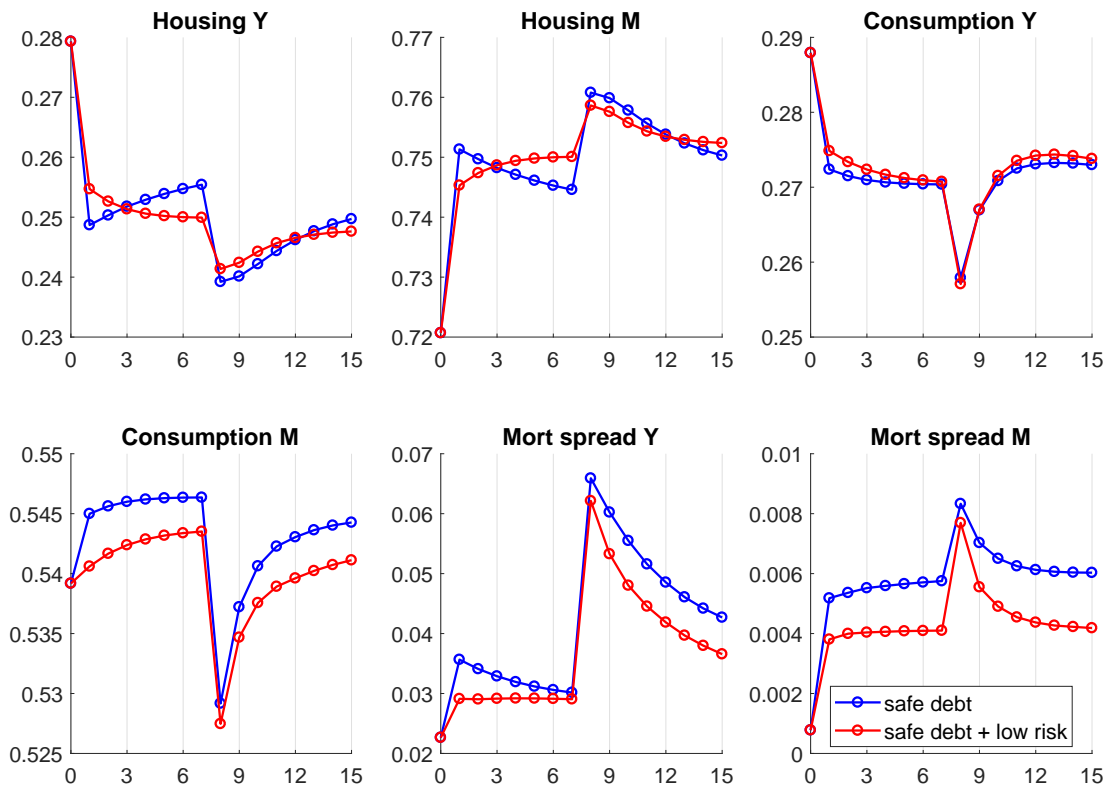 Housing Y
0.28
0.27
0.26
0.25
0.24
0.23
0 3 6 9 12 15
Housing M
0.77
0.76
0.75
0.74
0.73
0.72
0 3 6 9 12 15
Consumption Y
0.29
0.28
0.27
0.26
0.25
0 3 6 9 12 15
Consumption M
0.55
0.545
0.54
0.535
0.53
0.525
0 3 6 9 12 15
Mort spread Y
0.07
0.06
0.05
0.04
0.03
0.02
0 3 6 9 12 15
Mort spread M
0.01
0.008
0.006
0.004
0.002
0
0 3 6 9 12 15
safe debt
safe debt + low risk